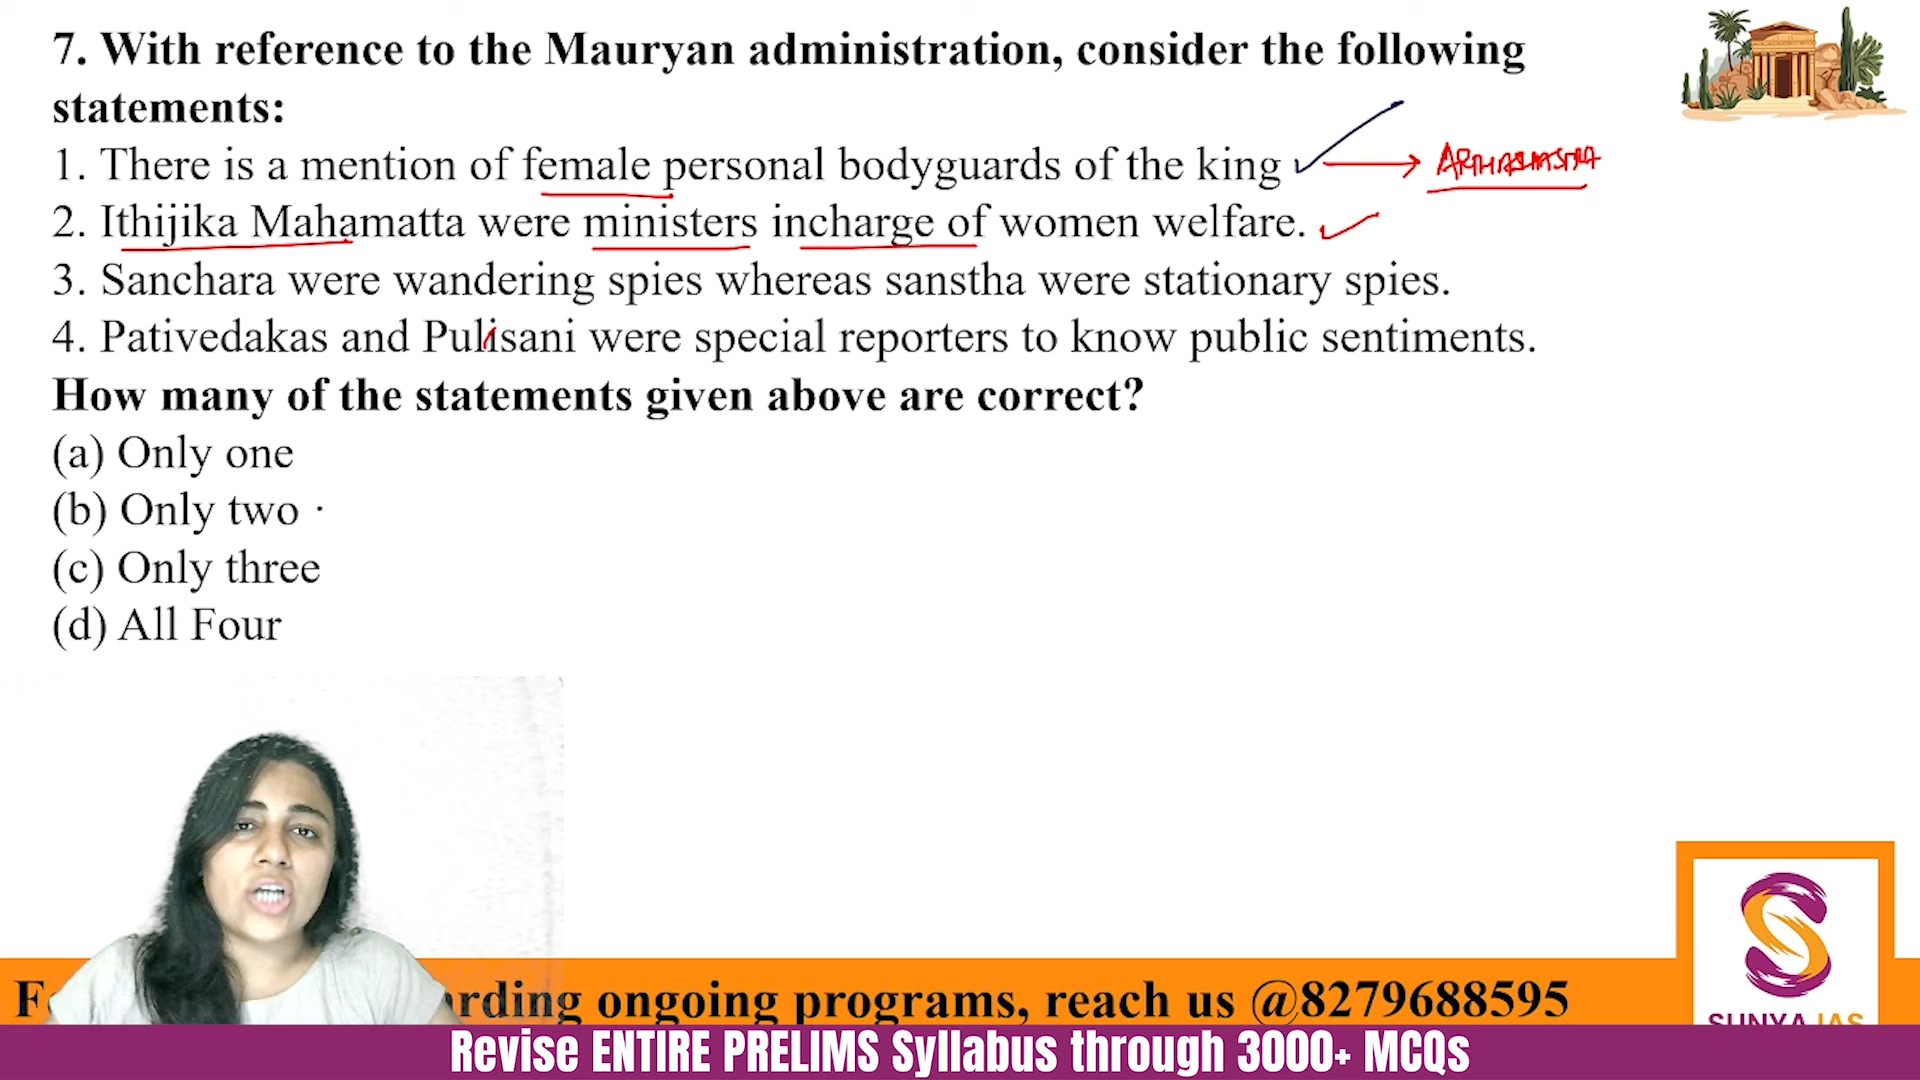 7. With reference to the Mauryan administration, consider the following
statements:
1. There is a mention of female personal bodyguards of the king
ARTHASHASTRA
2. Ithijika Mahamatta were ministers incharge of women welfare.
3. Sanchara were wandering spies whereas sanstha were stationary spies.
4. Pativedakas and Pulisani were special reporters to know public sentiments.
How many of the statements given above are correct?
(a) Only one
(b) Only two
(c) Only three
(d) All Four
ongoing programs, reach us @8279688595
SUNYA IAS
Revise ENTIRE PRELIMS Syllabus through 3000+ MCQs